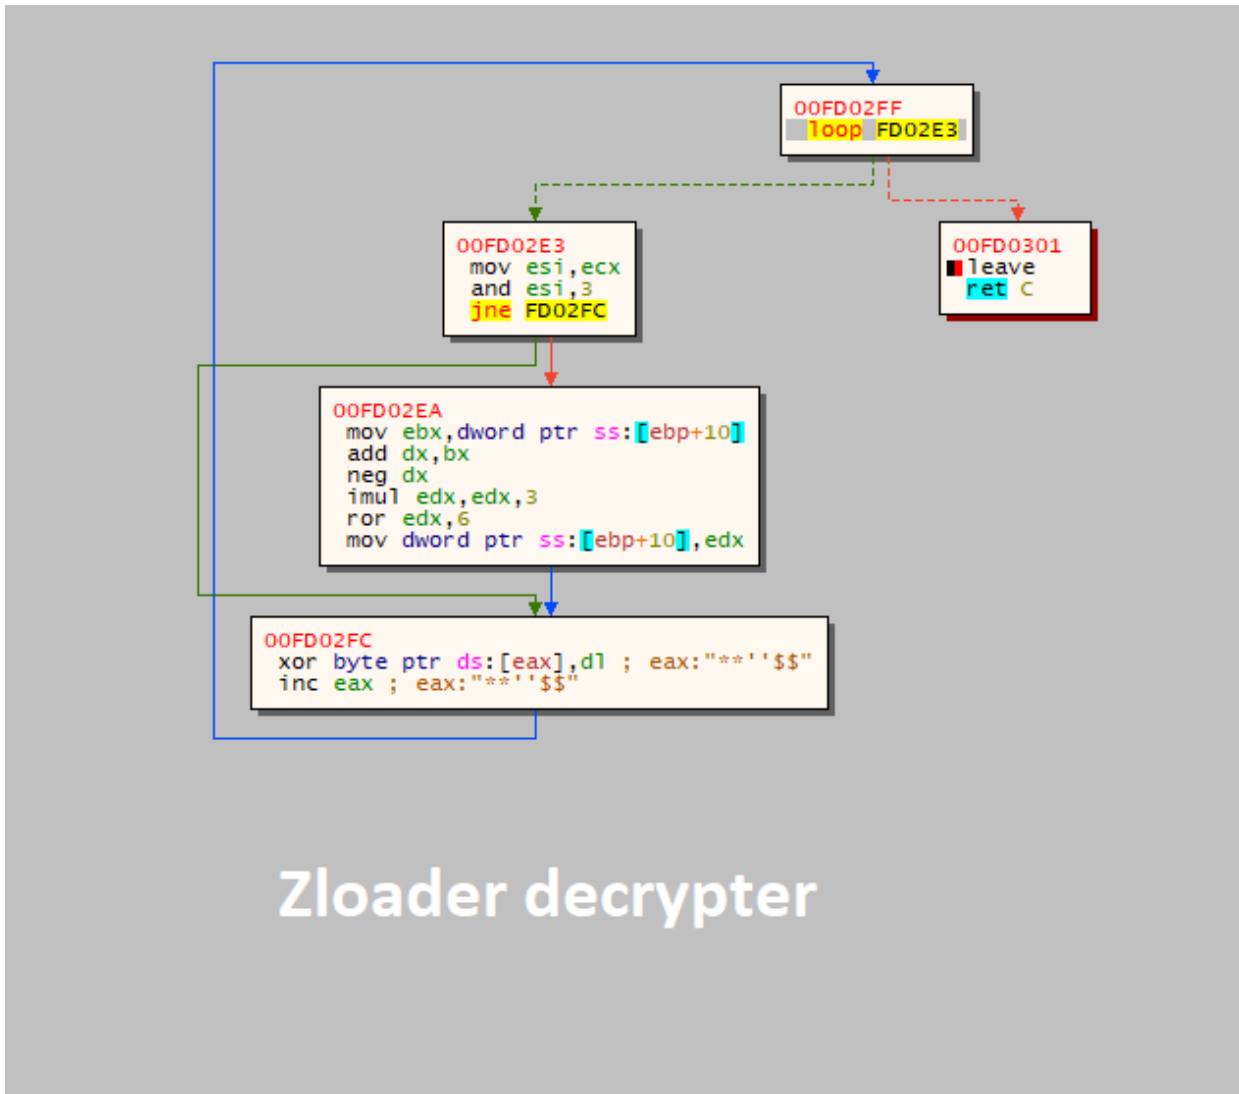 00FD02FF
loop FD02E3
00FD02E3
mov esi,ecx
and esi,3
jne FD02FC
00FD0301
leave
ret C
00FD02EA
mov ebx,dword ptr ss:[ebp+10]
add dx,bx
neg dx
imul edx,edx,3
ror edx,6
mov dword ptr ss:[ebp+10],edx
00FD02FC
xor byte ptr ds:[eax],dl ; eax:"**''$$"
inc eax ; eax:"**''$$"
Zloader decrypter